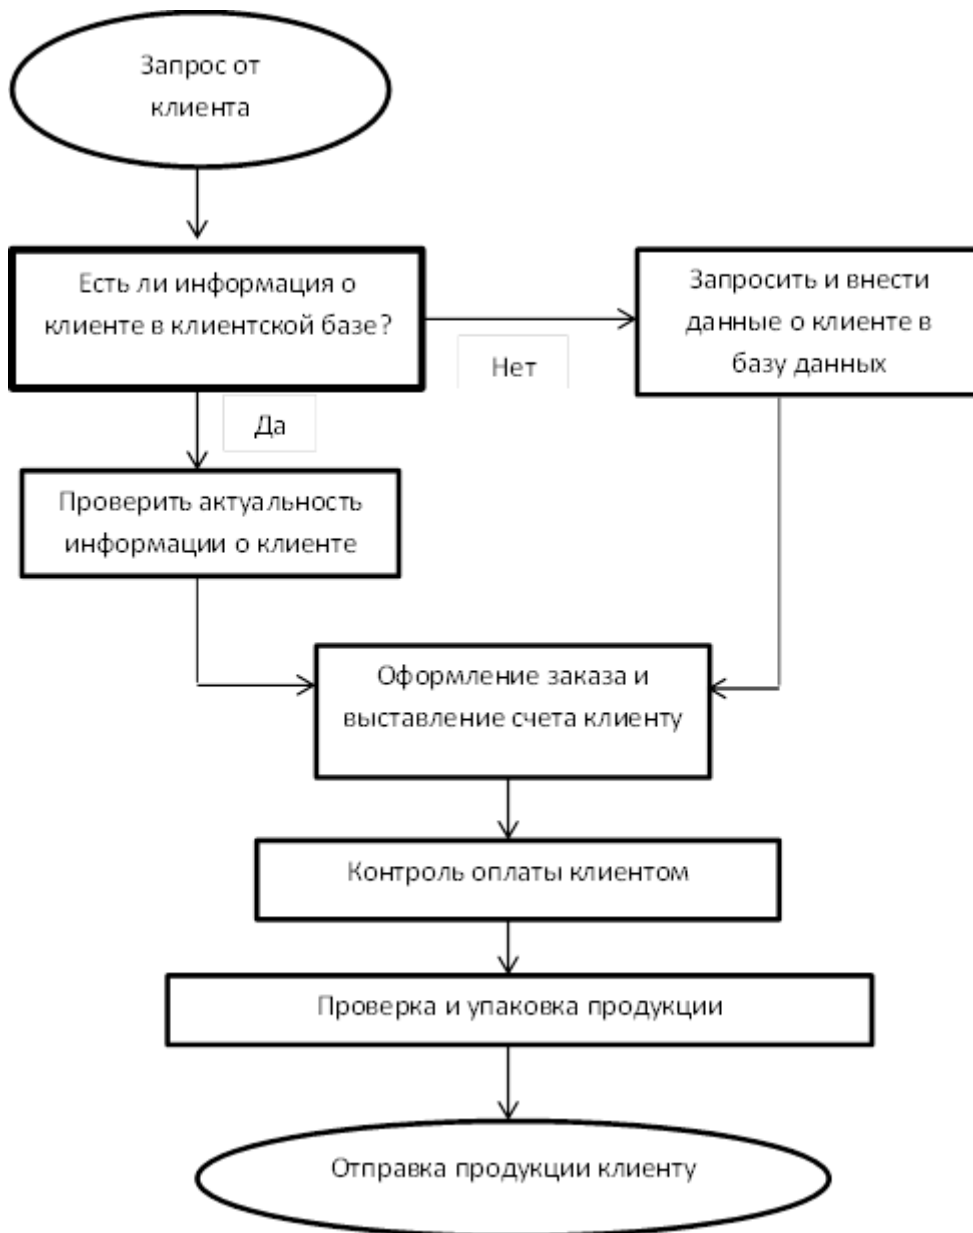 Запрос от
клиента
Есть ли информация о
клиенте в клиентской базе?
Запросить и внести
данные о клиенте в
базу данных
Нет
Да
Проверить актуальность
информации о клиенте
Оформление заказа и
выставление счета клиенту
Контроль оплаты клиентом
Проверка и упаковка продукции
Отправка продукции клиенту